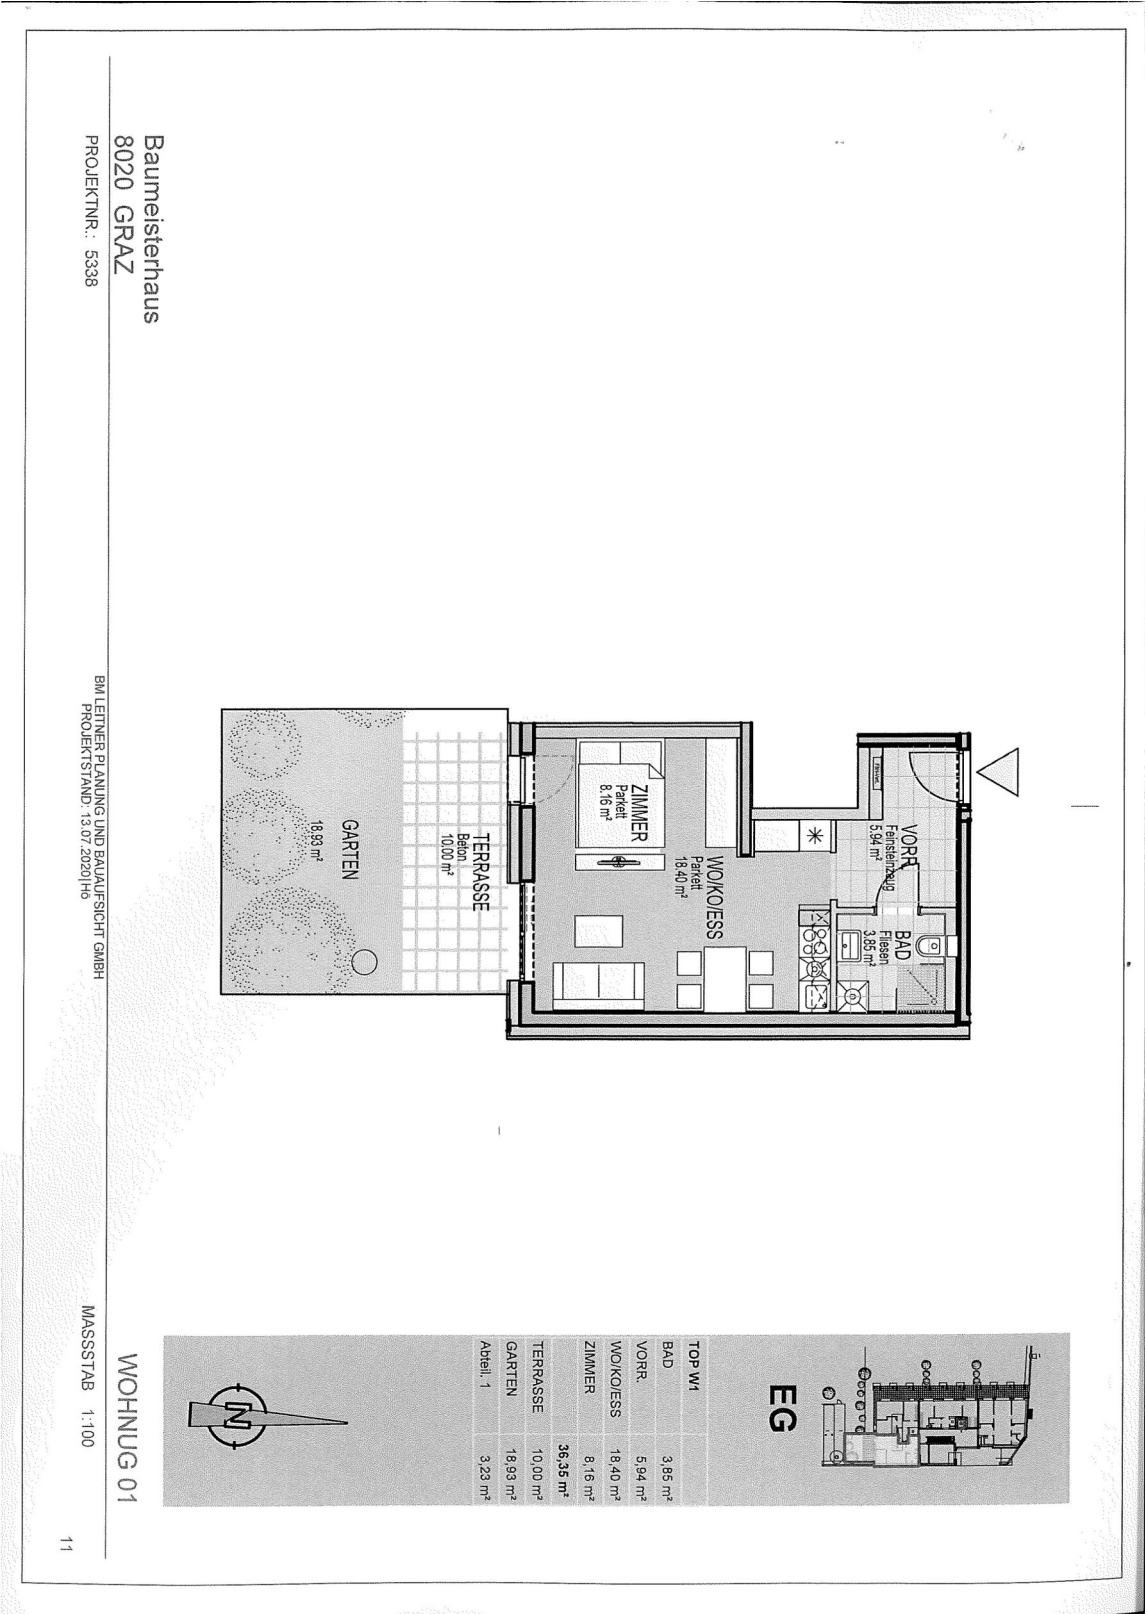 Baumeisterhaus
8020 GRAZ
PROJEKTNR.: 5338
BM LEITNER PLANUNG UND BAUAUFSICHT GMBH
PROJEKTSTAND: 13.07.2020|Hö
WOHNUG 01
MASSSTAB 1:100
11
EG
TOP W1
BAD 3,85 m²
VORR. 5,94 m²
WO/KO/ESS 18,40 m²
ZIMMER 8,16 m²
36,35 m²
TERRASSE 10,00 m²
GARTEN 18,93 m²
Abteil. 1 3,23 m²
N
VORR.
Feinsteinzeug
5.94 m²
BAD
Fliesen
3.85 m²
WO/KO/ESS
Parkett
18.40 m²
ZIMMER
Parkett
8.16 m²
TERRASSE
Beton
10.00 m²
GARTEN
18.93 m²